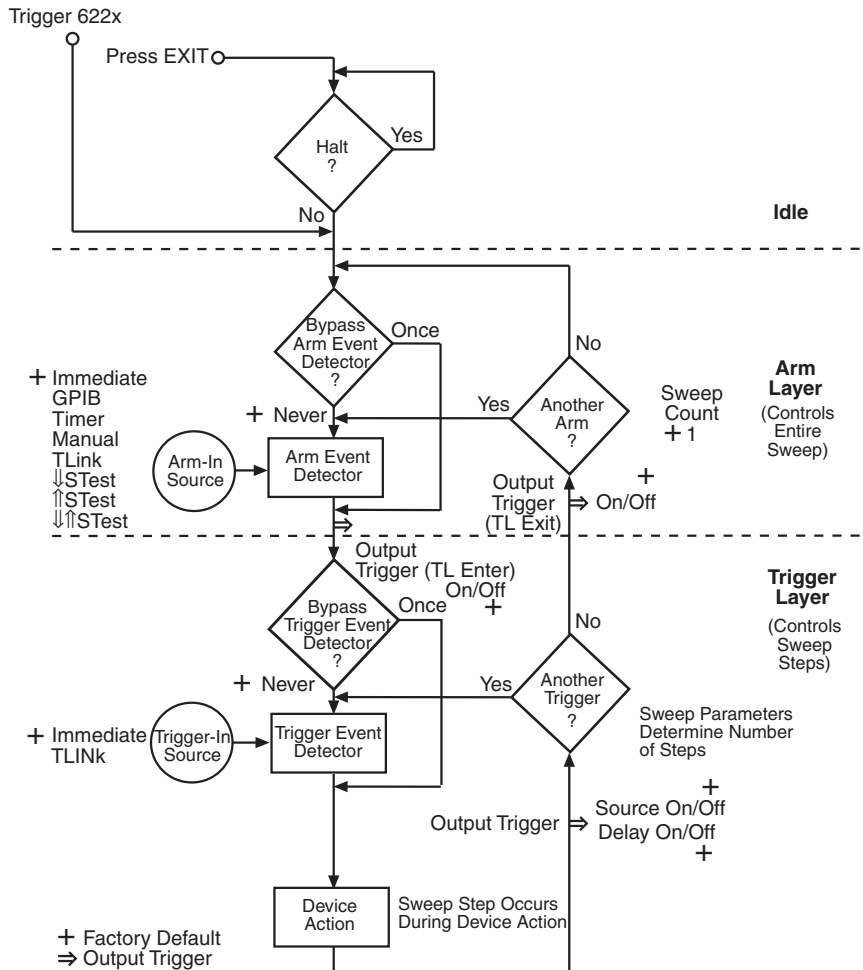 Trigger 622x
Press EXIT
Halt
?
Yes
No
Idle
Bypass
Arm Event
Detector
?
Once
No
+ Immediate
GPIB
Timer
Manual
TLink
⇓STest
⇑STest
⇓⇑STest
+ Never
Yes
Another
Arm
?
Sweep
Count
+ 1
Arm
Layer
(Controls
Entire
Sweep)
Arm-In
Source
Arm Event
Detector
Output
Trigger
(TL Exit)
+
⇒ On/Off
⇒
Output
Trigger (TL Enter)
On/Off
+
Bypass
Trigger Event
Detector
?
Once
No
Trigger
Layer
(Controls
Sweep
Steps)
+ Never
Yes
Another
Trigger
?
Sweep Parameters
Determine Number
of Steps
+ Immediate
TLINk
Trigger-In
Source
Trigger Event
Detector
+
Output Trigger ⇒ Source On/Off
Delay On/Off
+
Device
Action
Sweep Step Occurs
During Device Action
+ Factory Default
⇒ Output Trigger